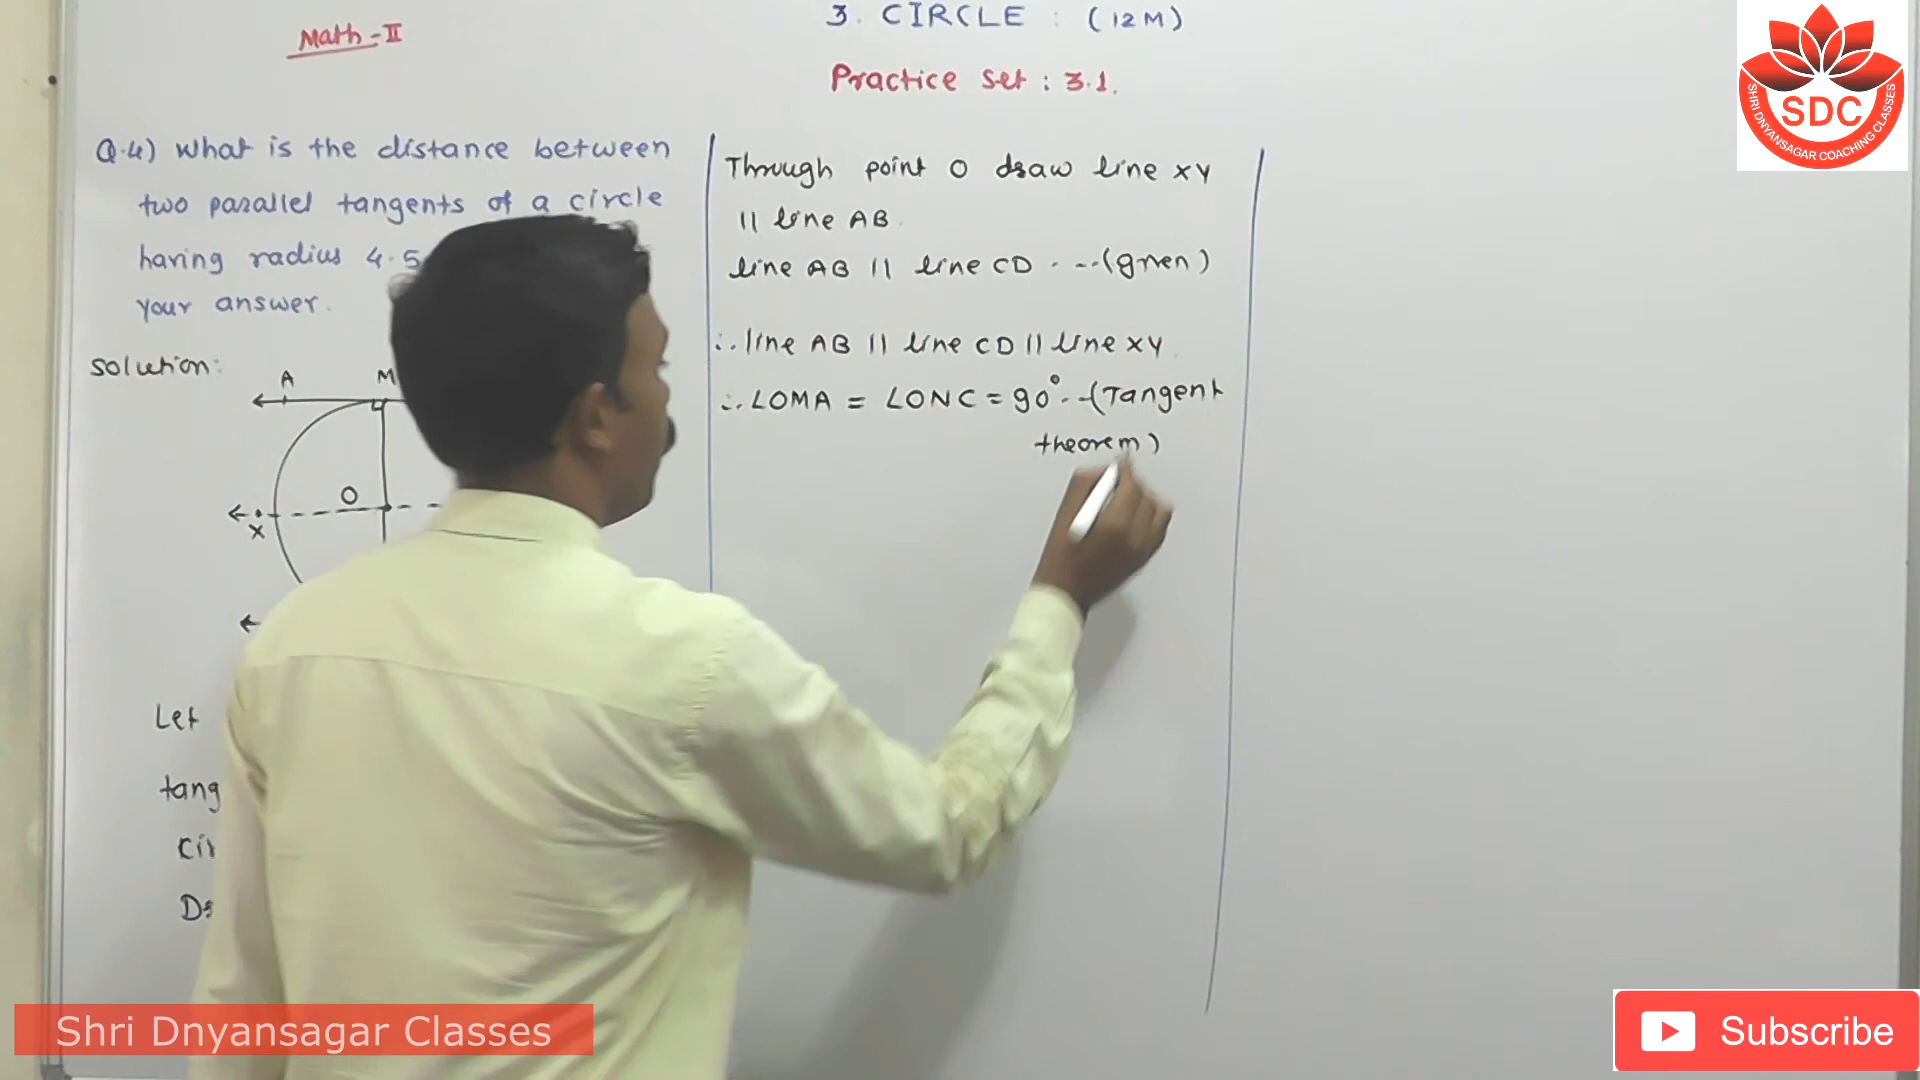 Math-II
3. CIRCLE : (12M)
Practice set : 3.1.
Q.4) What is the distance between
two parallel tangents of a circle
having radius 4.5
your answer.
Solution:
A M
O
X
Let
tang
Cir
Through point O draw line XY
|| line AB.
line AB || line CD ...(given)
∴ line AB || line CD || line XY
∴ ∠OMA = ∠ONC = 90° --(Tangent
theorem)
SDC
SHRI DNYANSAGAR COACHING CLASSES
Shri Dnyansagar Classes
Subscribe